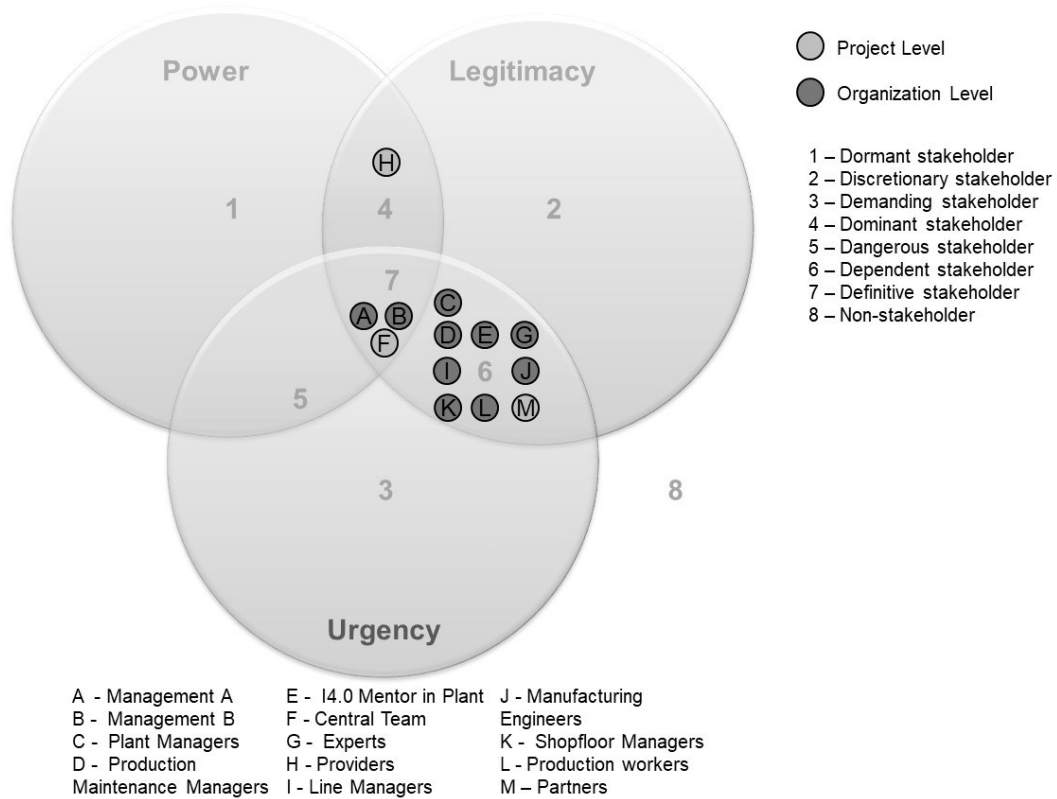 Power
Legitimacy
Project Level
Organization Level
1 – Dormant stakeholder
2 – Discretionary stakeholder
3 – Demanding stakeholder
4 – Dominant stakeholder
5 – Dangerous stakeholder
6 – Dependent stakeholder
7 – Definitive stakeholder
8 – Non-stakeholder
H
1
4
2
7
C
A B
D E G
F
I 6 J
5
K L M
3
8
Urgency
A - Management A
B - Management B
C - Plant Managers
D - Production
Maintenance Managers
E - I4.0 Mentor in Plant
F - Central Team
G - Experts
H - Providers
I - Line Managers
J - Manufacturing
Engineers
K - Shopfloor Managers
L - Production workers
M – Partners